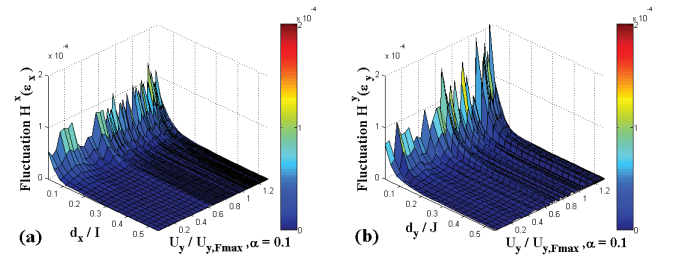 x 10^-4
2
1
0
Fluctuation H^x(ε_x)
0.1
0.2
0.3
0.4
0.5
d_x / I
0.2
0.4
0.6
0.8
1
1.2
U_y / U_y,Fmax ,α = 0.1
(a)
x 10^-4
2
1
0
x 10^-4
2
1
0
Fluctuation H^y(ε_y)
0.1
0.2
0.3
0.4
0.5
d_y / J
0.2
0.4
0.6
0.8
1
1.2
U_y / U_y,Fmax ,α = 0.1
(b)
x 10^-4
2
1
0